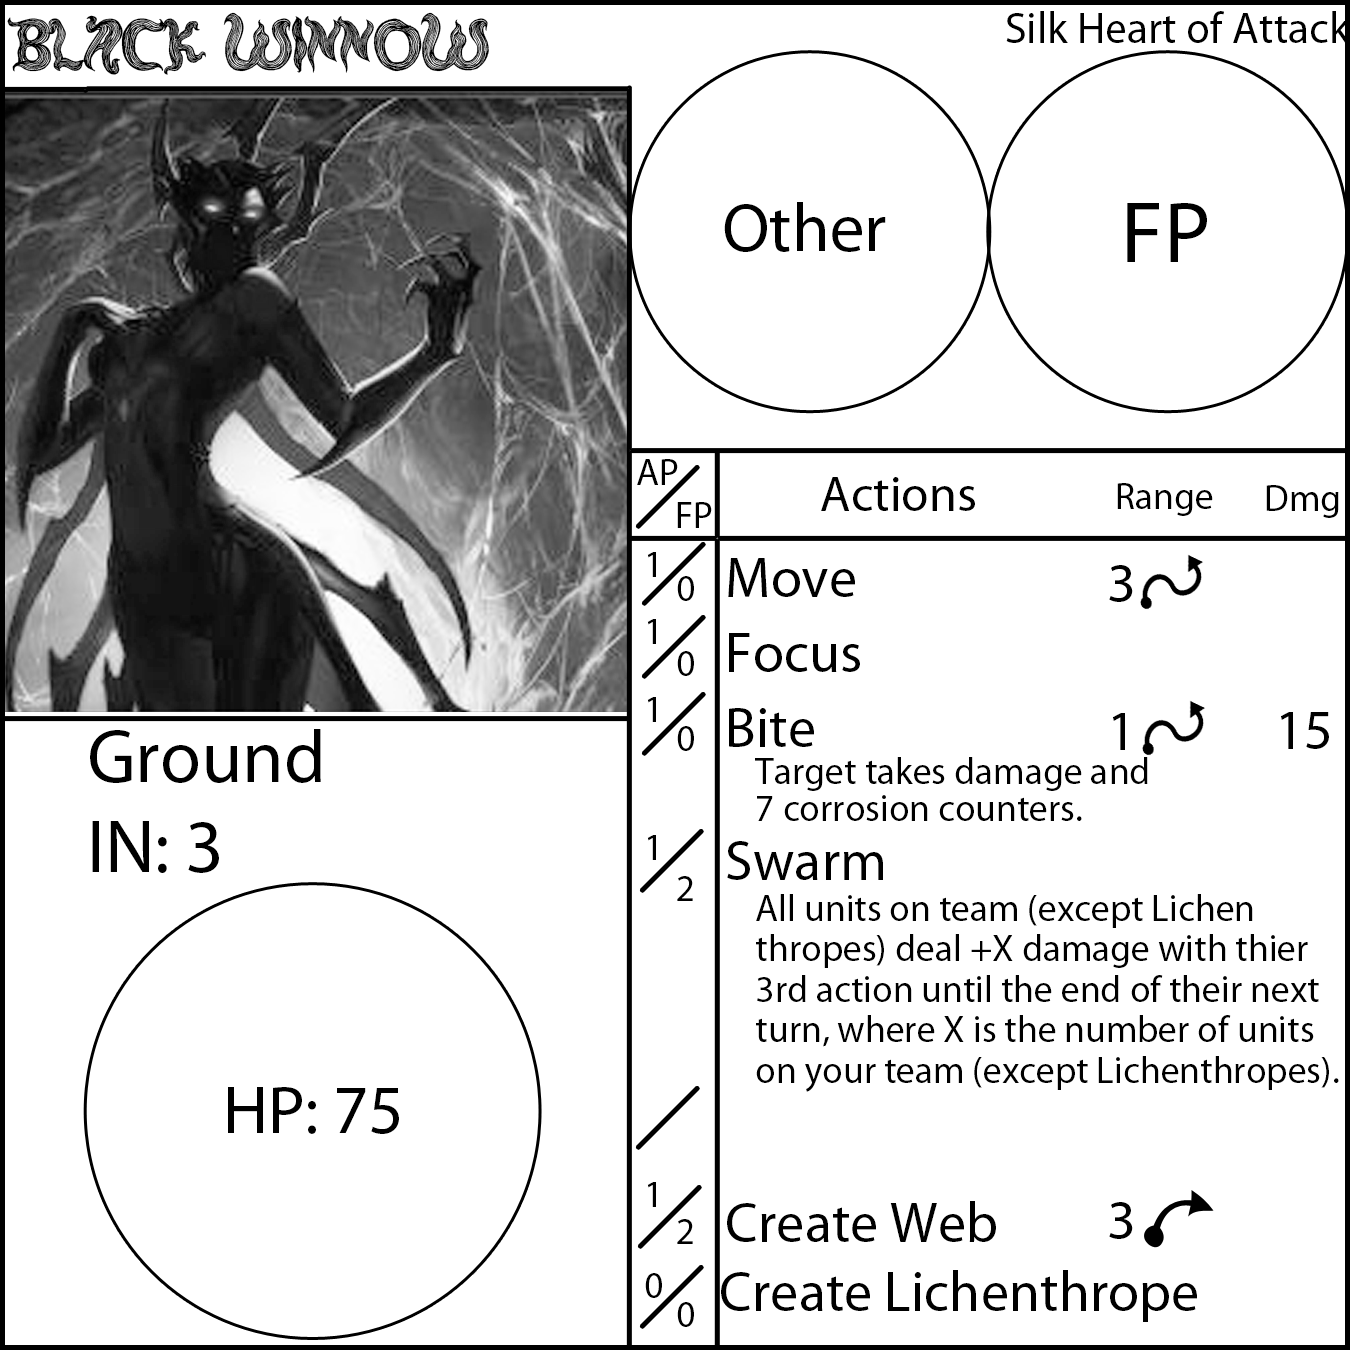 BLACK WINNOW
Silk Heart of Attack
Other
FP
AP/FP Actions Range Dmg
1/0 Move 3
1/0 Focus
1/0 Bite 1 15
Target takes damage and
7 corrosion counters.
1/2 Swarm
All units on team (except Lichen
thropes) deal +X damage with thier
3rd action until the end of their next
turn, where X is the number of units
on your team (except Lichenthropes).
/
1/2 Create Web 3
0/0 Create Lichenthrope
Ground
IN: 3
HP: 75